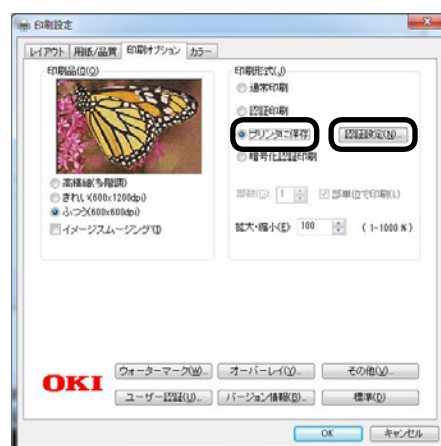 印刷設定
レイアウト 用紙/品質 印刷オプション カラー
印刷品位(Q)
高精細(多階調)
きれい(600x1200dpi)
ふつう(600x600dpi)
イメージスムージング(I)
印刷形式(J)
通常印刷
認証印刷
プリンタに保存 認証設定(N)...
暗号化認証印刷
部数(C): 1 部単位で印刷(L)
拡大・縮小(E): 100 (1-1000 %)
OKI
ウォーターマーク(W)... オーバーレイ(Y)... その他(V)...
ユーザー認証(U)... バージョン情報(B)... 標準(D)
OK キャンセル